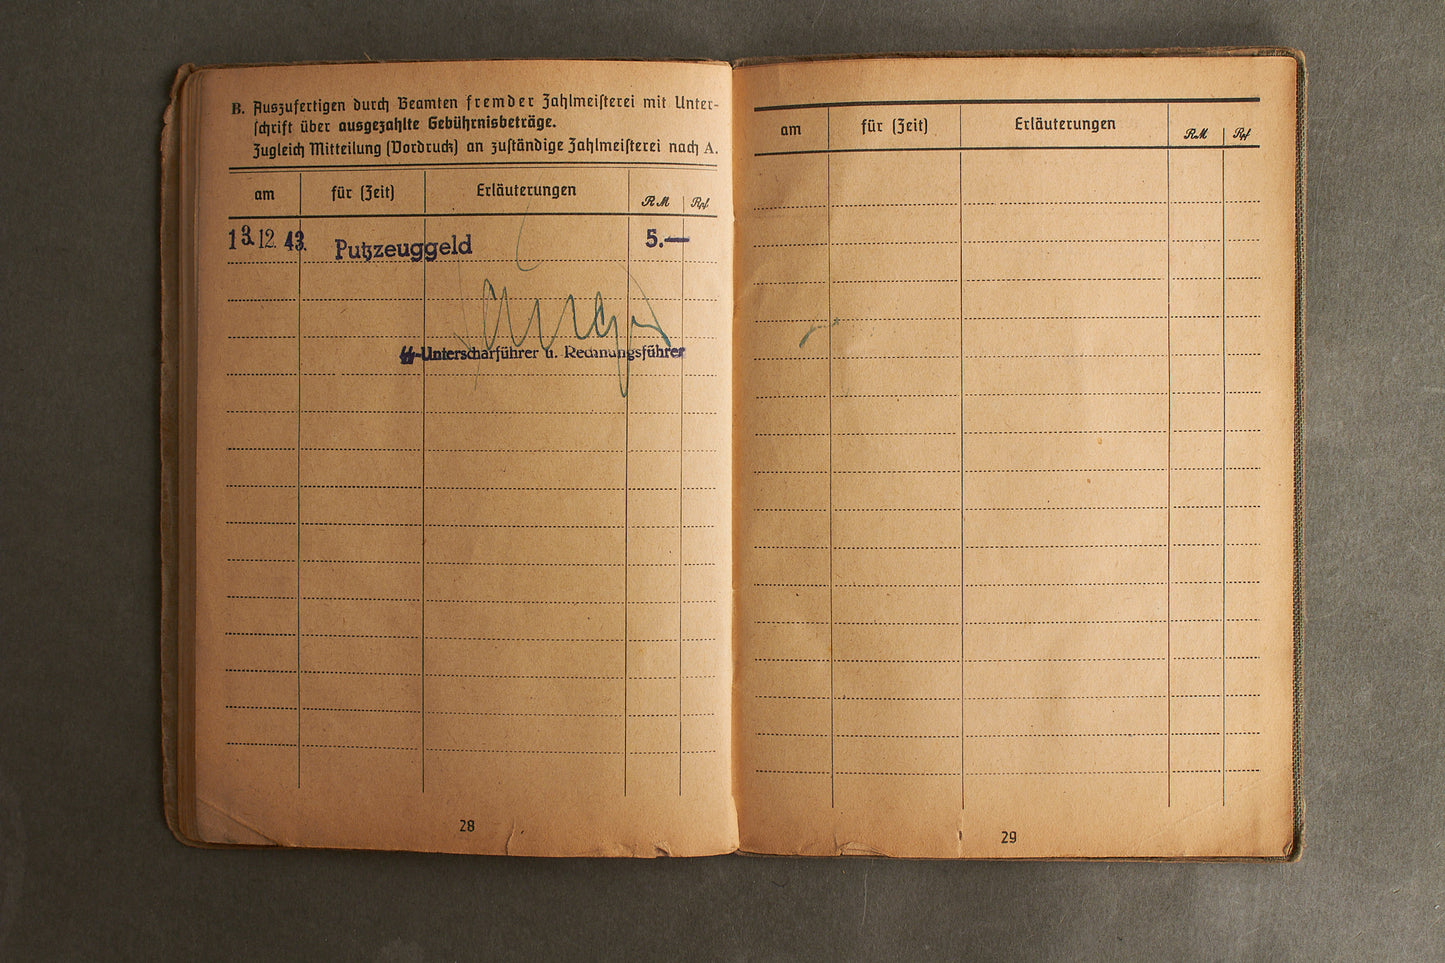 B. Auszufertigen durch Beamten fremder Zahlmeisterei mit Unter-
schrift über ausgezahlte Gebührnisbeträge.
Zugleich Mitteilung (Vordruck) an zuständige Zahlmeisterei nach A.
am für (Zeit) Erläuterungen RM Rpf
13.12.43. Putzzeuggeld 5.—
ᛋᛋ-Unterscharführer u. Rechnungsführer
28
am für (Zeit) Erläuterungen RM Rpf
29